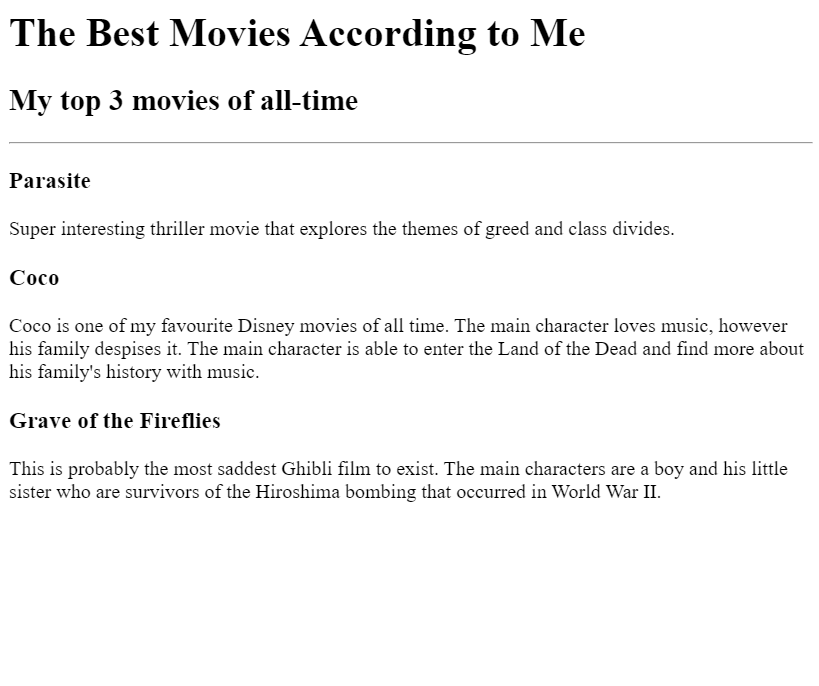 The Best Movies According to Me
My top 3 movies of all-time
Parasite
Super interesting thriller movie that explores the themes of greed and class divides.
Coco
Coco is one of my favourite Disney movies of all time. The main character loves music, however
his family despises it. The main character is able to enter the Land of the Dead and find more about
his family's history with music.
Grave of the Fireflies
This is probably the most saddest Ghibli film to exist. The main characters are a boy and his little
sister who are survivors of the Hiroshima bombing that occurred in World War II.